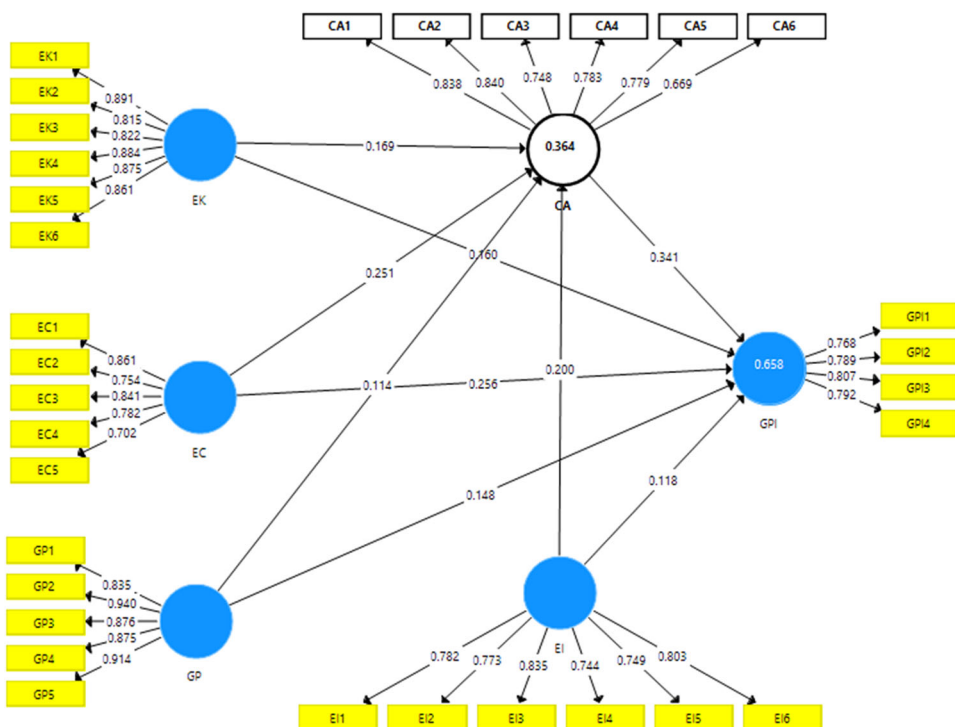 CA1 CA2 CA3 CA4 CA5 CA6
0.838 0.840 0.748 0.783 0.779 0.669
EK1
EK2
EK3
EK4
EK5
EK6
0.891
0.815
0.822
0.884
0.875
0.861
EK
0.169
0.364
CA
0.160
0.251
0.341
EC1
EC2
EC3
EC4
EC5
0.861
0.754
0.841
0.782
0.702
EC
0.114
0.256
0.200
0.658
GPI
0.768
0.789
0.807
0.792
GPI1
GPI2
GPI3
GPI4
0.148
0.118
GP1
GP2
GP3
GP4
GP5
0.835
0.940
0.876
0.875
0.914
GP
EI
0.782 0.773 0.835 0.744 0.749 0.803
EI1 EI2 EI3 EI4 EI5 EI6